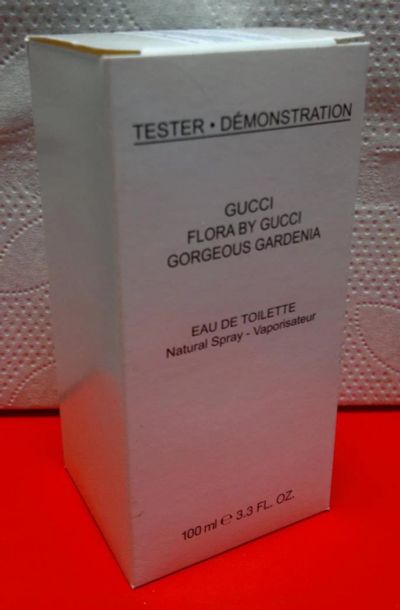 TESTER • DÉMONSTRATION
GUCCI
FLORA BY GUCCI
GORGEOUS GARDENIA
EAU DE TOILETTE
Natural Spray - Vaporisateur
100 ml ℮ 3.3 FL. OZ.